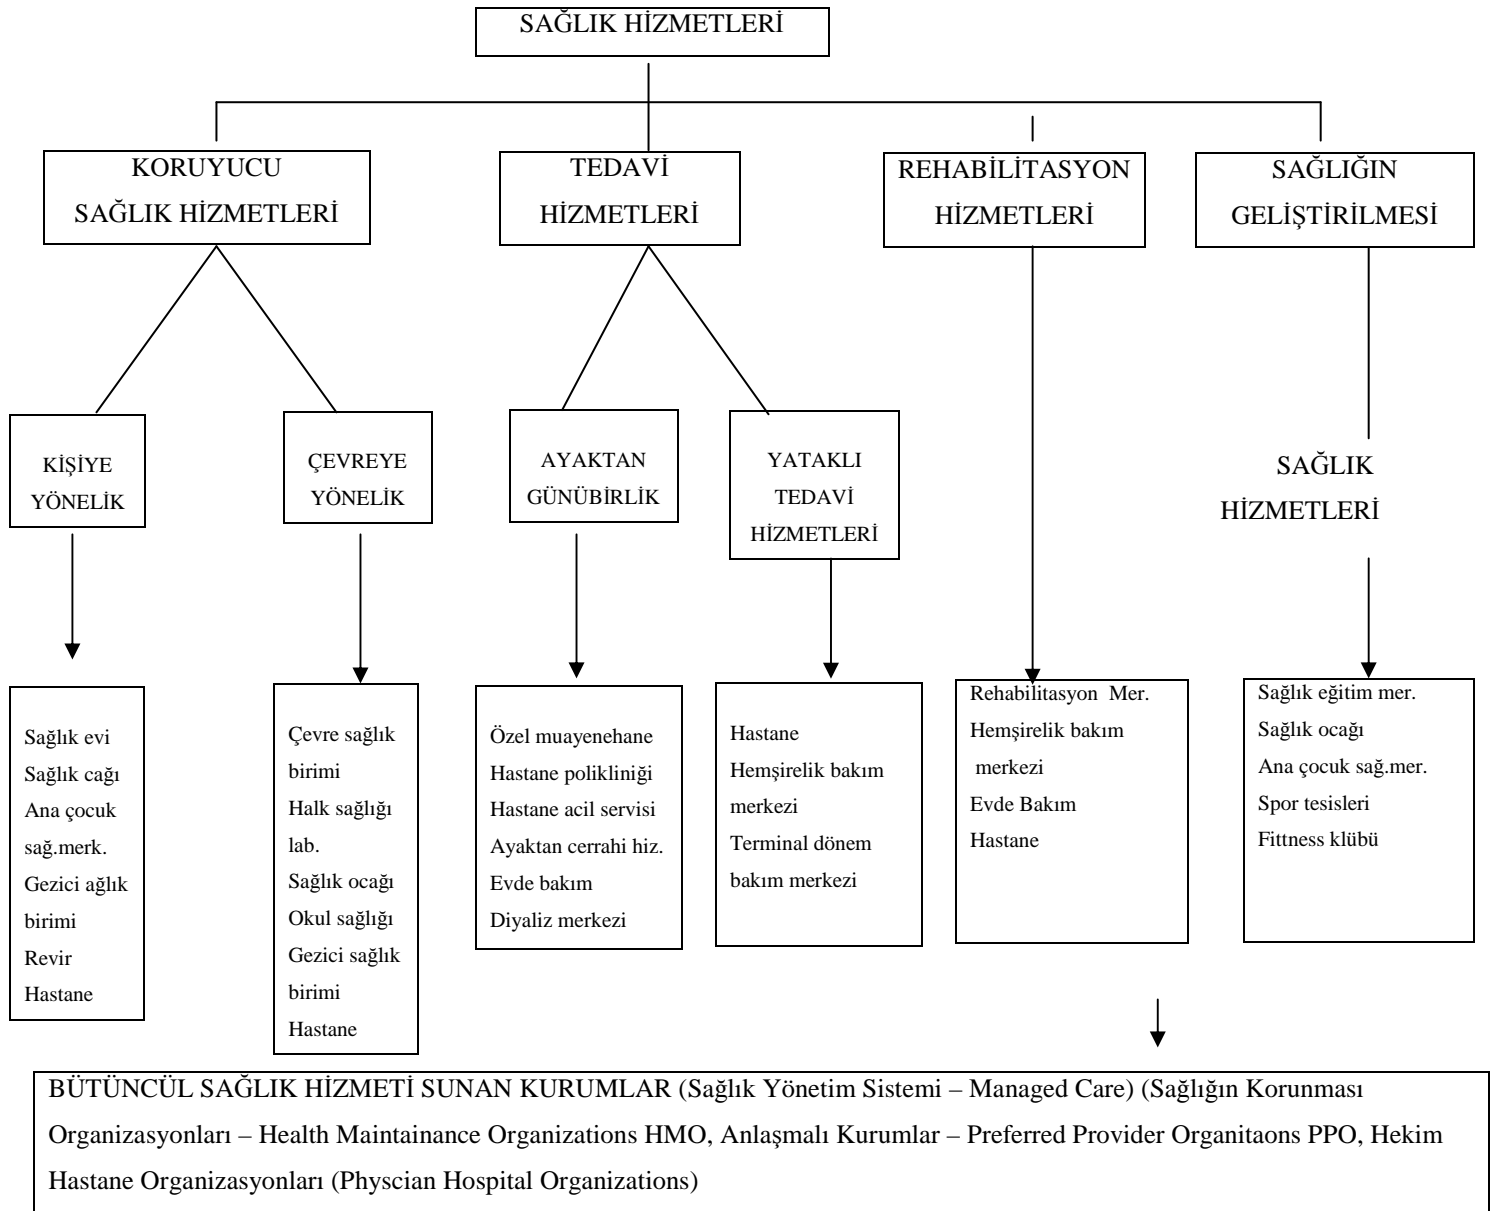 SAĞLIK HİZMETLERİ
KORUYUCU
SAĞLIK HİZMETLERİ
TEDAVİ
HİZMETLERİ
REHABİLİTASYON
HİZMETLERİ
SAĞLIĞIN
GELİŞTİRİLMESİ
KİŞİYE
YÖNELİK
ÇEVREYE
YÖNELİK
AYAKTAN
GÜNÜBİRLİK
YATAKLI
TEDAVİ
HİZMETLERİ
SAĞLIK
HİZMETLERİ
Sağlık evi
Sağlık cağı
Ana çocuk
sağ.merk.
Gezici ağlık
birimi
Revir
Hastane
Çevre sağlık
birimi
Halk sağlığı
lab.
Sağlık ocağı
Okul sağlığı
Gezici sağlık
birimi
Hastane
Özel muayenehane
Hastane polikliniği
Hastane acil servisi
Ayaktan cerrahi hiz.
Evde bakım
Diyaliz merkezi
Hastane
Hemşirelik bakım
merkezi
Terminal dönem
bakım merkezi
Rehabilitasyon Mer.
Hemşirelik bakım
merkezi
Evde Bakım
Hastane
Sağlık eğitim mer.
Sağlık ocağı
Ana çocuk sağ.mer.
Spor tesisleri
Fittness klübü
BÜTÜNCÜL SAĞLIK HİZMETİ SUNAN KURUMLAR (Sağlık Yönetim Sistemi – Managed Care) (Sağlığın Korunması
Organizasyonları – Health Maintainance Organizations HMO, Anlaşmalı Kurumlar – Preferred Provider Organitaons PPO, Hekim
Hastane Organizasyonları (Physcian Hospital Organizations)